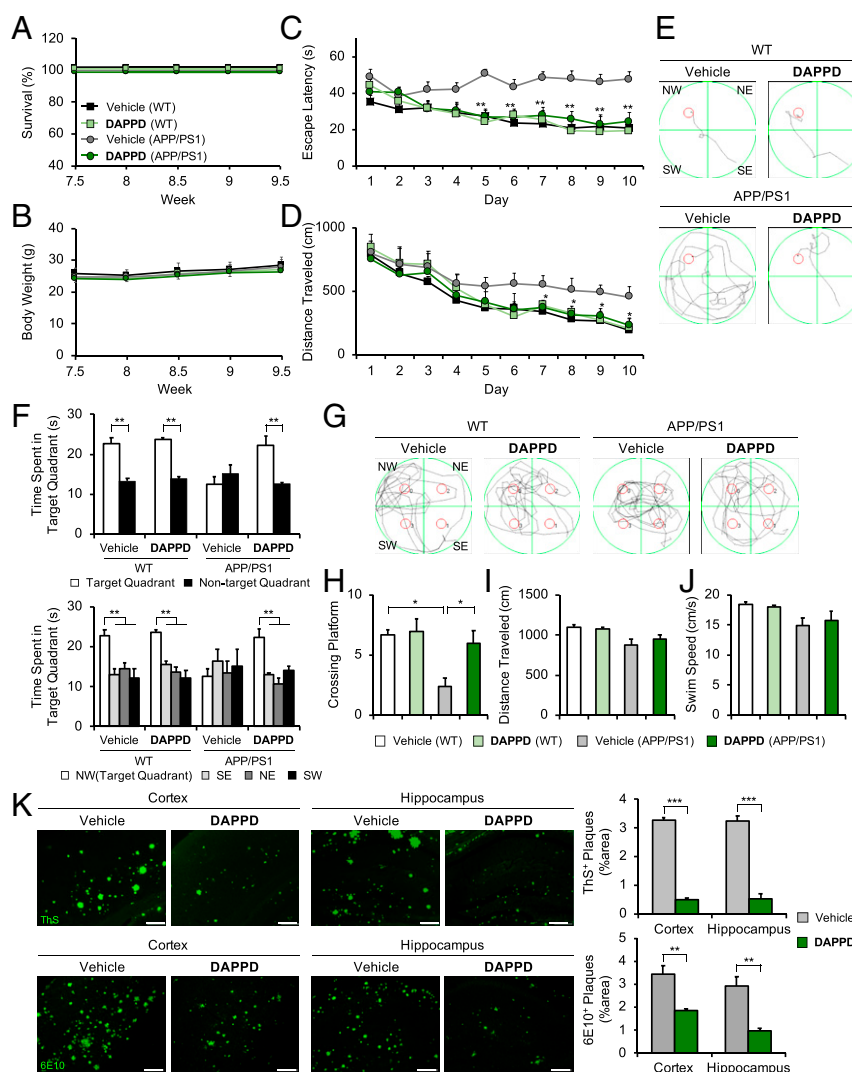 A
Survival (%)
100
80
60
40
Vehicle (WT)
DAPPD (WT)
Vehicle (APP/PS1)
DAPPD (APP/PS1)
7.5 8 8.5 9 9.5
Week
B
Body Weight (g)
40
30
20
10
0
7.5 8 8.5 9 9.5
Week
C
Escape Latency (s)
60
40
20
0
** ** ** ** ** **
1 2 3 4 5 6 7 8 9 10
Day
D
Distance Traveled (cm)
1000
500
0
* * * *
1 2 3 4 5 6 7 8 9 10
Day
E
WT
Vehicle DAPPD
NW NE
SW SE
APP/PS1
Vehicle DAPPD
F
Time Spent in
Target Quadrant (s)
30
20
10
0
** ** **
Vehicle DAPPD Vehicle DAPPD
WT APP/PS1
Target Quadrant Non-target Quadrant
Time Spent in
Target Quadrant (s)
30
20
10
0
** ** **
Vehicle DAPPD Vehicle DAPPD
WT APP/PS1
NW(Target Quadrant) SE NE SW
G
WT APP/PS1
Vehicle DAPPD Vehicle DAPPD
NW NE
SW SE
H
Crossing Platform
10
5
0
* *
I
Distance Traveled (cm)
1500
1000
500
0
J
Swim Speed (cm/s)
20
15
10
5
0
Vehicle (WT) DAPPD (WT) Vehicle (APP/PS1) DAPPD (APP/PS1)
K
Cortex Hippocampus
Vehicle DAPPD Vehicle DAPPD
ThS
Cortex Hippocampus
Vehicle DAPPD Vehicle DAPPD
6E10
ThS+ Plaques
(%area)
4
3
2
1
0
*** ***
Cortex Hippocampus
Vehicle
DAPPD
6E10+ Plaques
(%area)
5
4
3
2
1
0
** **
Cortex Hippocampus